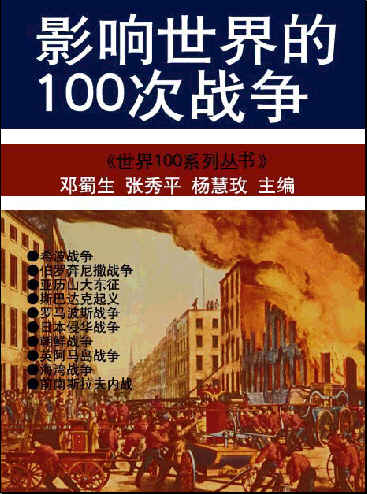 影响世界的
100次战争
《世界100系列丛书》
邓蜀生 张秀平 杨慧玫 主编
●希波战争
●伯罗奔尼撒战争
●亚历山大东征
●斯巴达克起义
●罗马波斯战争
●日本侵华战争
●朝鲜战争
●英阿马岛战争
●海湾战争
●前南斯拉夫内战